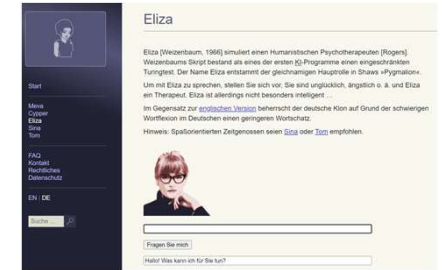 Start
Meva
Cypper
Eliza
Sina
Tom
FAQ
Kontakt
Rechtliches
Datenschutz
EN | DE
Suche ...
Eliza
Eliza [Weizenbaum, 1966] simuliert einen Humanistischen Psychotherapeuten [Rogers].
Weizenbaums Skript bestand als eines der ersten KI-Programme einen eingeschränkten
Turingtest. Der Name Eliza entstammt der gleichnamigen Hauptrolle in Shaws »Pygmalion«.
Um mit Eliza zu sprechen, stellen Sie sich vor, Sie sind unglücklich, ängstlich o. ä. und Eliza
ein Therapeut. Eliza ist allerdings nicht besonders intelligent ...
Im Gegensatz zur englischen Version beherrscht der deutsche Klon auf Grund der schwierigen
Wortflexion im Deutschen einen geringeren Wortschatz.
Hinweis: Spaßorientierten Zeitgenossen seien Sina oder Tom empfohlen.
Fragen Sie mich
Hallo! Was kann ich für Sie tun?